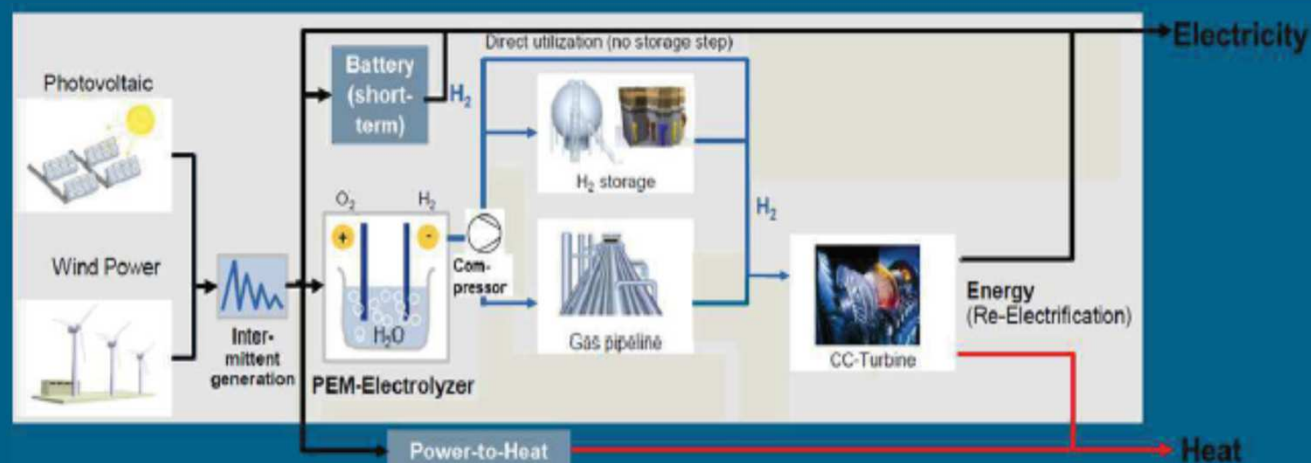 Electricity
Direct utilization (no storage step)
Battery
(short-
term)
H2
Photovoltaic
H2 storage
O2
H2
+
-
H2
Wind Power
Com-
pressor
Inter-
mittent
generation
H2O
PEM-Electrolyzer
Gas pipeline
CC-Turbine
Energy
(Re-Electrification)
Power-to-Heat
Heat